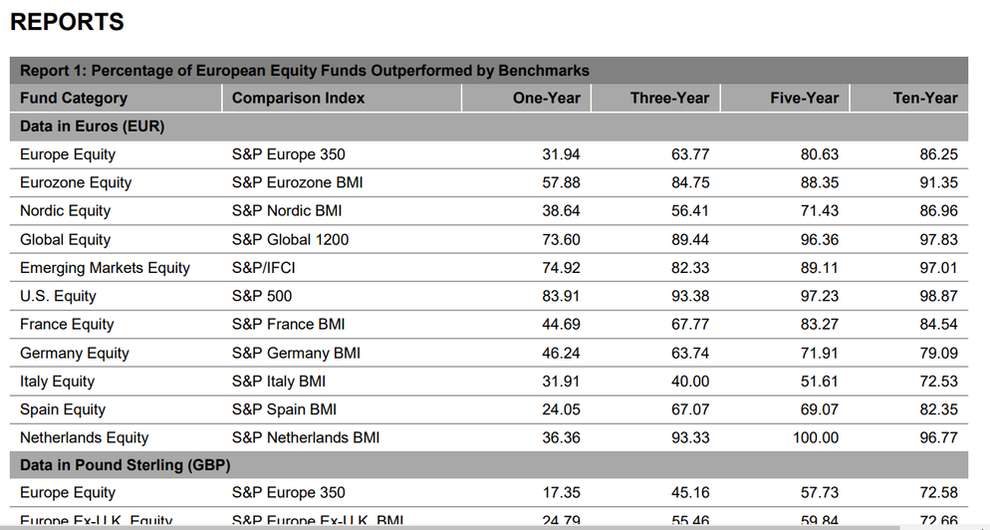 REPORTS
Report 1: Percentage of European Equity Funds Outperformed by Benchmarks
Fund Category Comparison Index One-Year Three-Year Five-Year Ten-Year
Data in Euros (EUR)
Europe Equity S&P Europe 350 31.94 63.77 80.63 86.25
Eurozone Equity S&P Eurozone BMI 57.88 84.75 88.35 91.35
Nordic Equity S&P Nordic BMI 38.64 56.41 71.43 86.96
Global Equity S&P Global 1200 73.60 89.44 96.36 97.83
Emerging Markets Equity S&P/IFCI 74.92 82.33 89.11 97.01
U.S. Equity S&P 500 83.91 93.38 97.23 98.87
France Equity S&P France BMI 44.69 67.77 83.27 84.54
Germany Equity S&P Germany BMI 46.24 63.74 71.91 79.09
Italy Equity S&P Italy BMI 31.91 40.00 51.61 72.53
Spain Equity S&P Spain BMI 24.05 67.07 69.07 82.35
Netherlands Equity S&P Netherlands BMI 36.36 93.33 100.00 96.77
Data in Pound Sterling (GBP)
Europe Equity S&P Europe 350 17.35 45.16 57.73 72.58
Europe Ex-U.K. Equity S&P Europe Ex-U.K. BMI 24.79 55.46 59.84 72.66